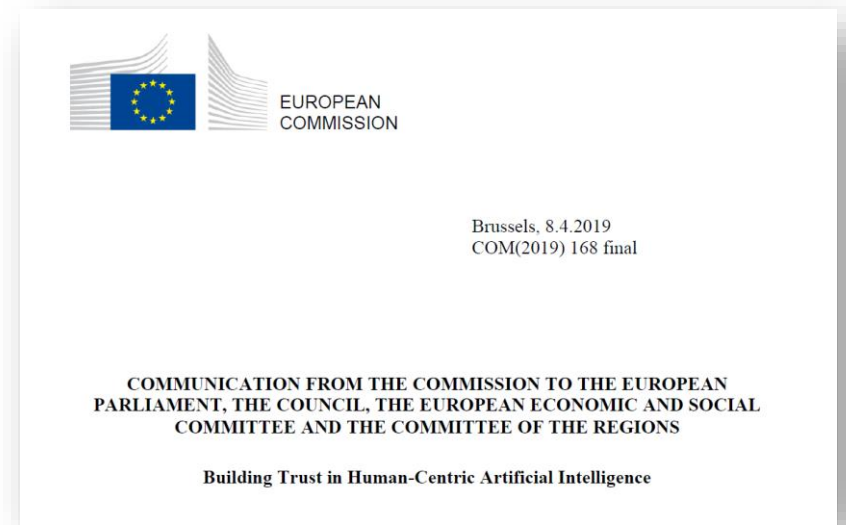 EUROPEAN
COMMISSION
Brussels, 8.4.2019
COM(2019) 168 final
COMMUNICATION FROM THE COMMISSION TO THE EUROPEAN
PARLIAMENT, THE COUNCIL, THE EUROPEAN ECONOMIC AND SOCIAL
COMMITTEE AND THE COMMITTEE OF THE REGIONS
Building Trust in Human-Centric Artificial Intelligence